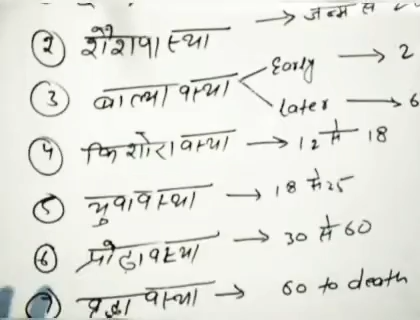 ② शैशवास्था → जन्म से 2
③ बाल्यावस्था Early → 2
Later → 6
④ किशोरावस्था → 12 से 18
⑤ युवावस्था → 18 से 25
⑥ प्रौढावस्था → 30 से 60
⑦ वृद्धावस्था → 60 to death